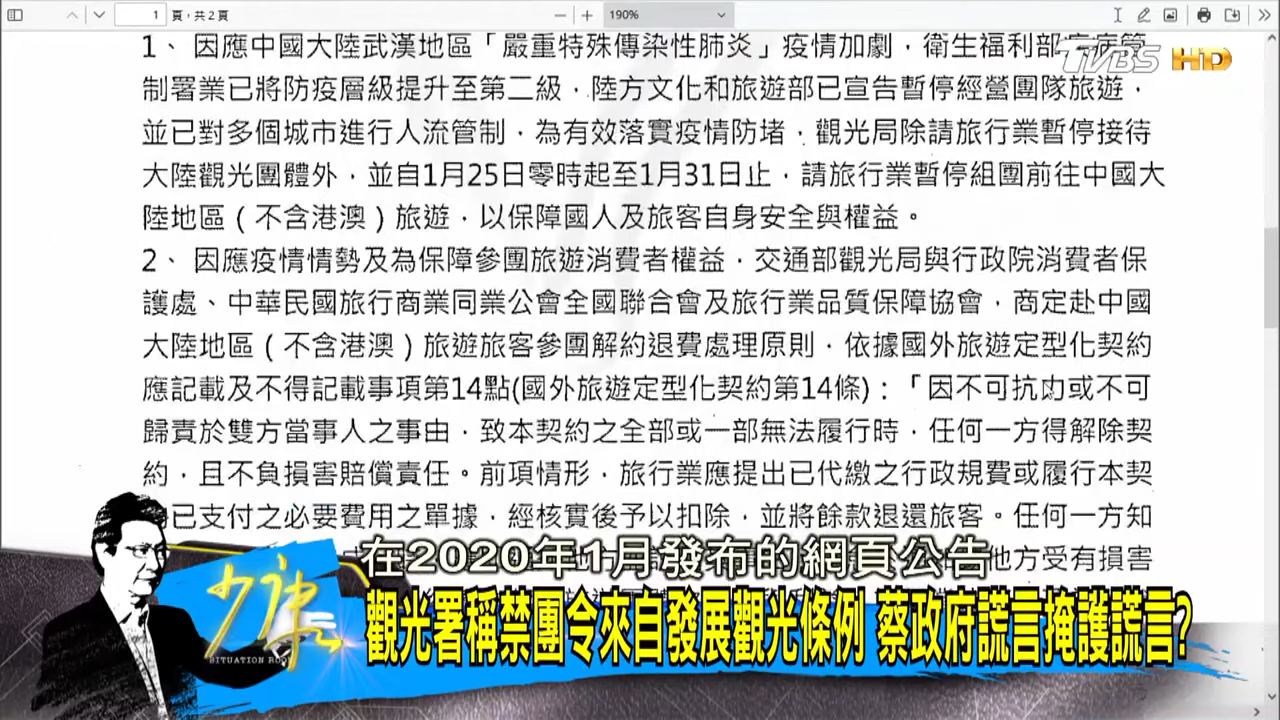 1 頁，共 2 頁
190%
1、 因應中國大陸武漢地區「嚴重特殊傳染性肺炎」疫情加劇，衛生福利部疾病管
TVBS HD
制署業已將防疫層級提升至第二級，陸方文化和旅遊部已宣告暫停經營團隊旅遊，
並已對多個城市進行人流管制，為有效落實疫情防堵，觀光局除請旅行業暫停接待
大陸觀光團體外，並自1月25日零時起至1月31日止，請旅行業暫停組團前往中國大
陸地區（不含港澳）旅遊，以保障國人及旅客自身安全與權益。
2、 因應疫情情勢及為保障參團旅遊消費者權益，交通部觀光局與行政院消費者保
護處、中華民國旅行商業同業公會全國聯合會及旅行業品質保障協會，商定赴中國
大陸地區（不含港澳）旅遊旅客參團解約退費處理原則，依據國外旅遊定型化契約
應記載及不得記載事項第14點(國外旅遊定型化契約第14條)：「因不可抗力或不可
歸責於雙方當事人之事由，致本契約之全部或一部無法履行時，任何一方得解除契
約，且不負損害賠償責任。前項情形，旅行業應提出已代繳之行政規費或履行本契
已支付之必要費用之單據，經核實後予以扣除，並將餘款退還旅客。任何一方知
他方受有損害
在2020年1月發布的網頁公告
少康
SITUATION ROOM
觀光署稱禁團令來自發展觀光條例 蔡政府謊言掩護謊言?